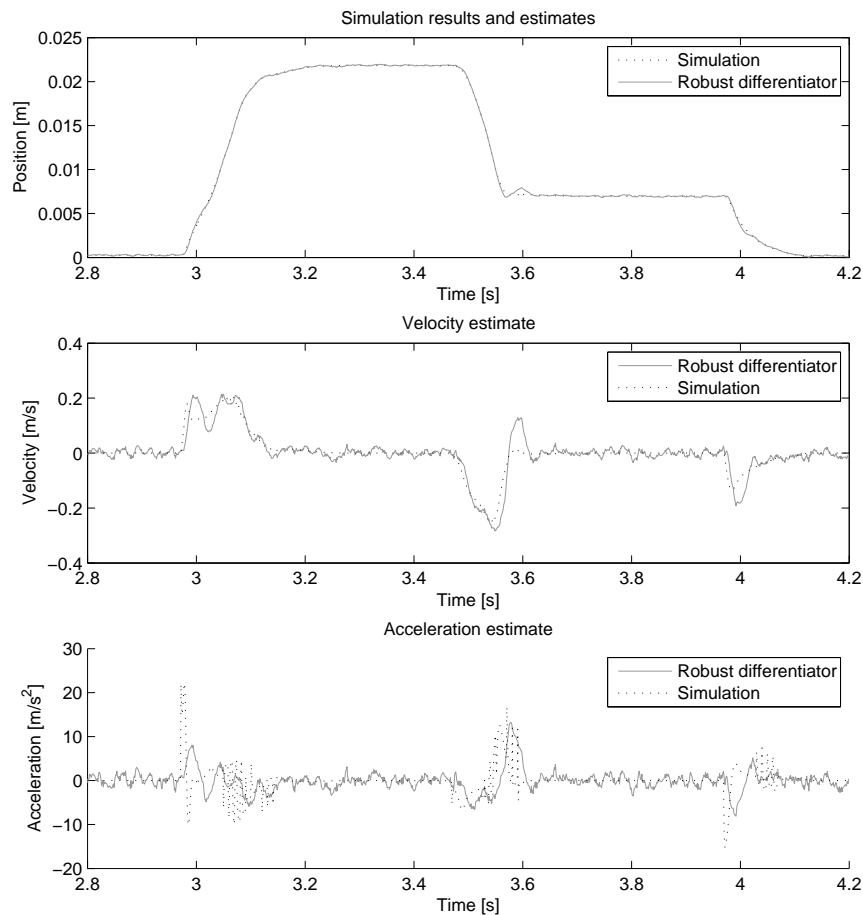 Simulation results and estimates
0.025
0.02
0.015
0.01
0.005
0
Position [m]
Simulation
Robust differentiator
2.8 3 3.2 3.4 3.6 3.8 4 4.2
Time [s]
Velocity estimate
0.4
0.2
0
−0.2
−0.4
Velocity [m/s]
Robust differentiator
Simulation
2.8 3 3.2 3.4 3.6 3.8 4 4.2
Time [s]
Acceleration estimate
30
20
10
0
−10
−20
Acceleration [m/s²]
Robust differentiator
Simulation
2.8 3 3.2 3.4 3.6 3.8 4 4.2
Time [s]